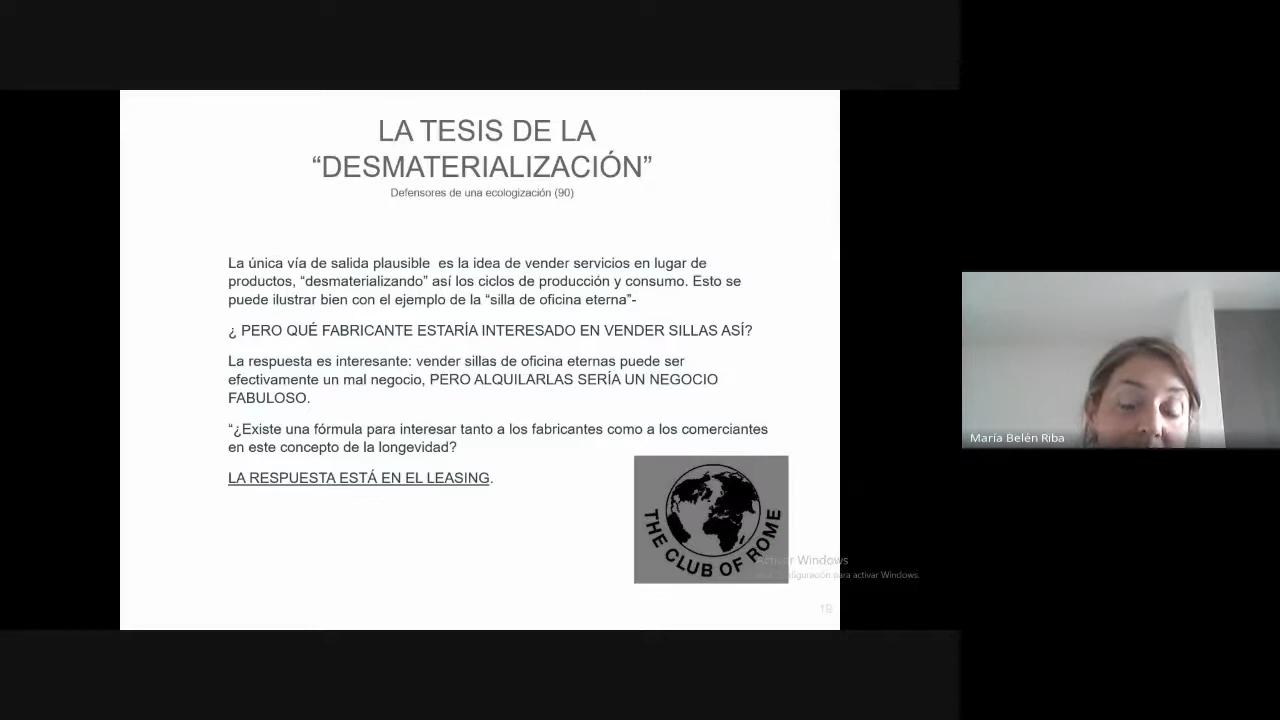 LA TESIS DE LA
“DESMATERIALIZACIÓN”
Defensores de una ecologización (90)
La única vía de salida plausible es la idea de vender servicios en lugar de
productos, “desmaterializando” así los ciclos de producción y consumo. Esto se
puede ilustrar bien con el ejemplo de la “silla de oficina eterna”-
¿ PERO QUÉ FABRICANTE ESTARÍA INTERESADO EN VENDER SILLAS ASÍ?
La respuesta es interesante: vender sillas de oficina eternas puede ser
efectivamente un mal negocio, PERO ALQUILARLAS SERÍA UN NEGOCIO
FABULOSO.
“¿Existe una fórmula para interesar tanto a los fabricantes como a los comerciantes
en este concepto de la longevidad?
LA RESPUESTA ESTÁ EN EL LEASING.
THE CLUB OF ROME
Activar Windows
para activar Windows.
María Belén Riba